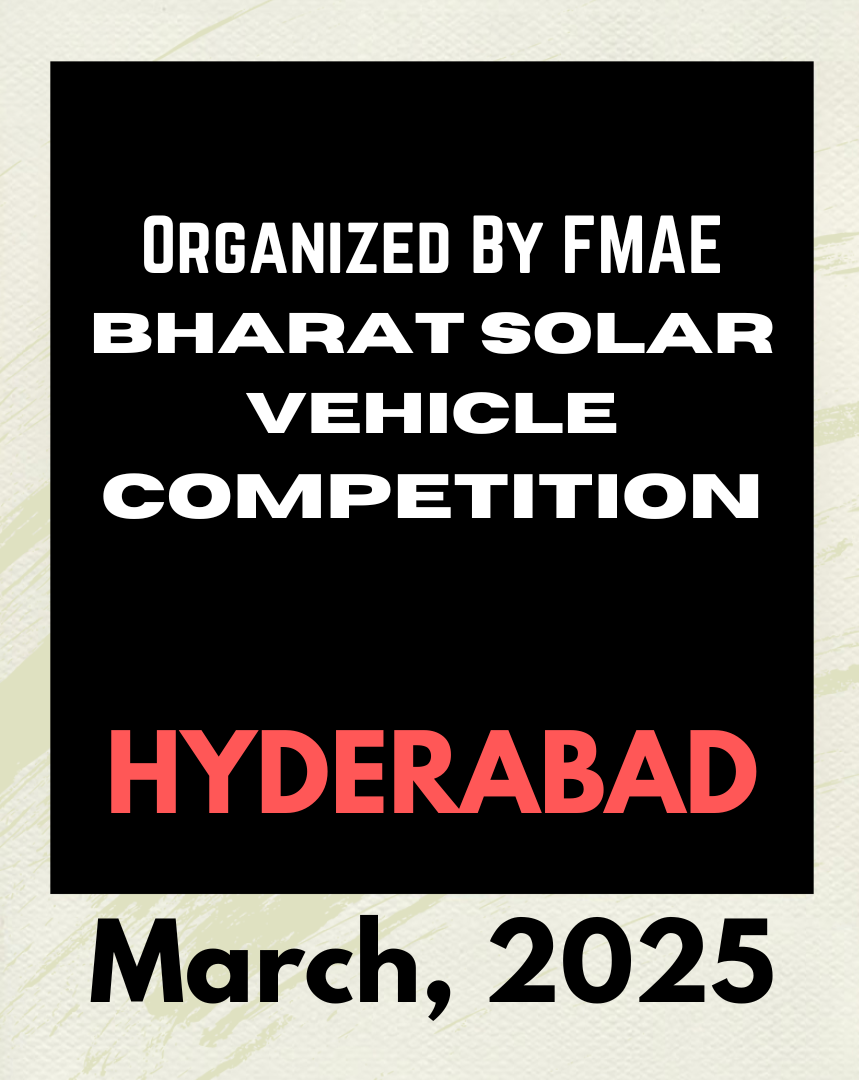 Organized By FMAE
BHARAT SOLAR
VEHICLE
COMPETITION
HYDERABAD
March, 2025